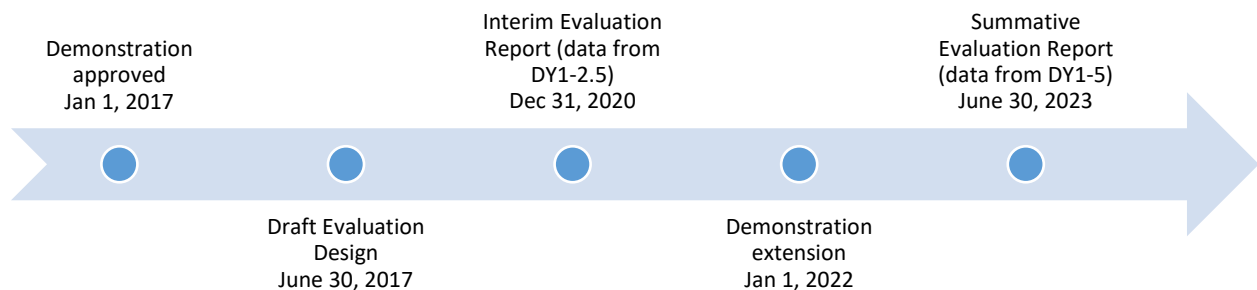 Demonstration
approved
Jan 1, 2017
Draft Evaluation
Design
June 30, 2017
Interim Evaluation
Report (data from
DY1-2.5)
Dec 31, 2020
Demonstration
extension
Jan 1, 2022
Summative
Evaluation Report
(data from DY1-5)
June 30, 2023